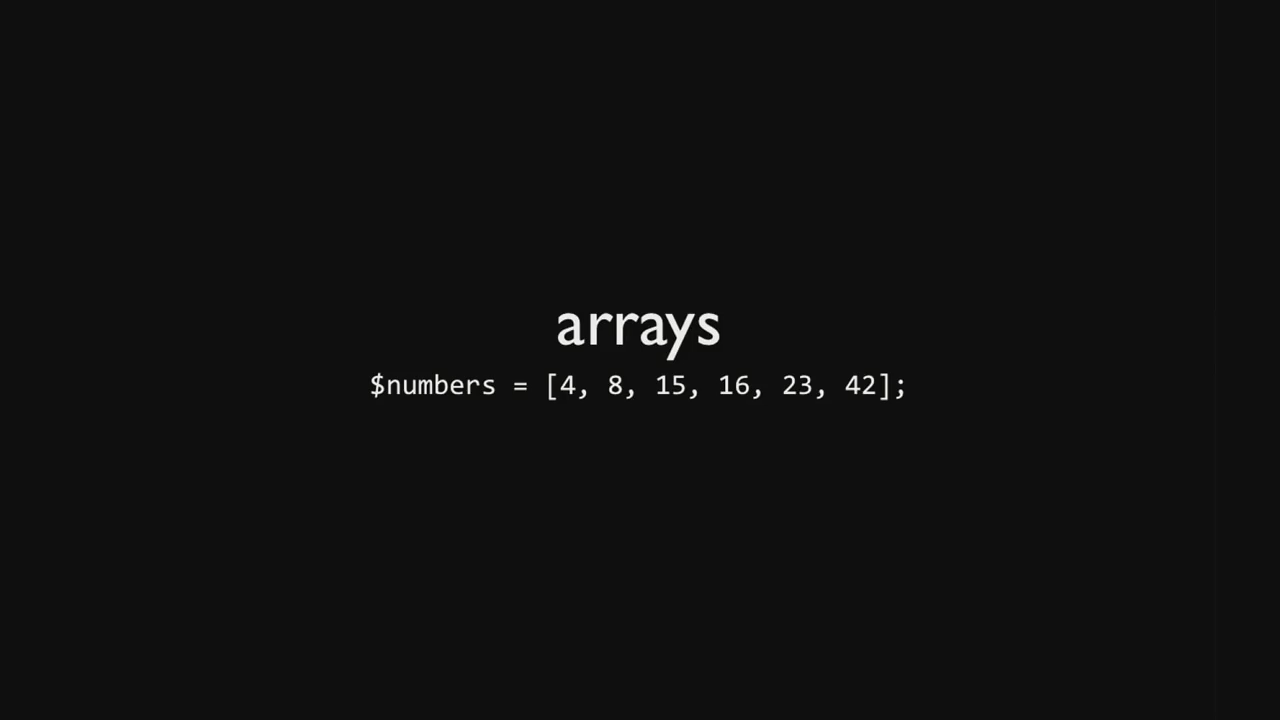 arrays
$numbers = [4, 8, 15, 16, 23, 42];